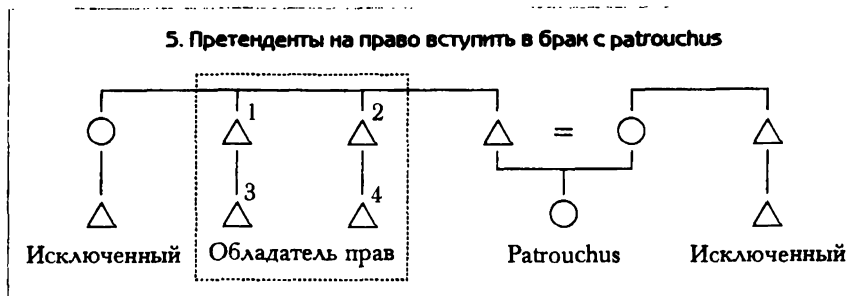 5. Претенденты на право вступить в брак с patrouchus
1 2
=
3 4
Исключенный Обладатель прав Patrouchus Исключенный